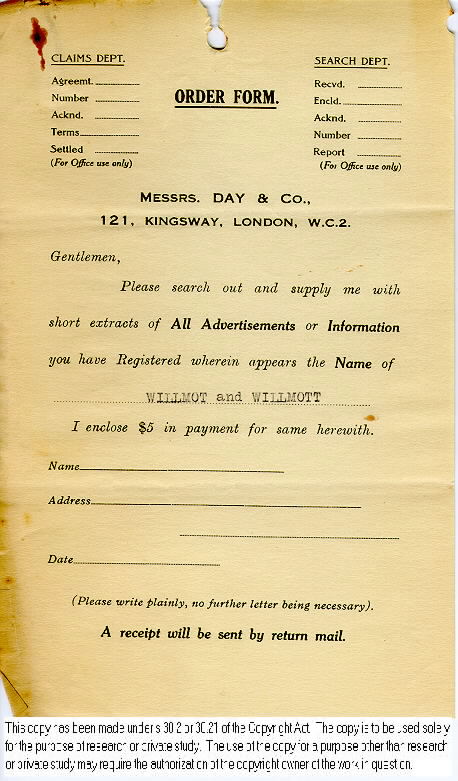 CLAIMS DEPT.
Agreemt.
Number
Acknd.
Terms
Settled
(For Office use only)
ORDER FORM.
SEARCH DEPT.
Recvd.
Encld.
Acknd.
Number
Report
(For Office use only)
MESSRS. DAY & CO.,
121, KINGSWAY, LONDON, W.C.2.
Gentlemen,
Please search out and supply me with
short extracts of All Advertisements or Information
you have Registered wherein appears the Name of
WILLMOT and WILLMOTT
I enclose $5 in payment for same herewith.
Name
Address
Date
(Please write plainly, no further letter being necessary).
A receipt will be sent by return mail.
This copy has been made under s 30.2 or 30.21 of the Copyright Act. The copy is to be used solely
for the purpose of research or private study. The use of the copy for a purpose other than research
or private study may require the authorization of the copyright owner of the work in question.